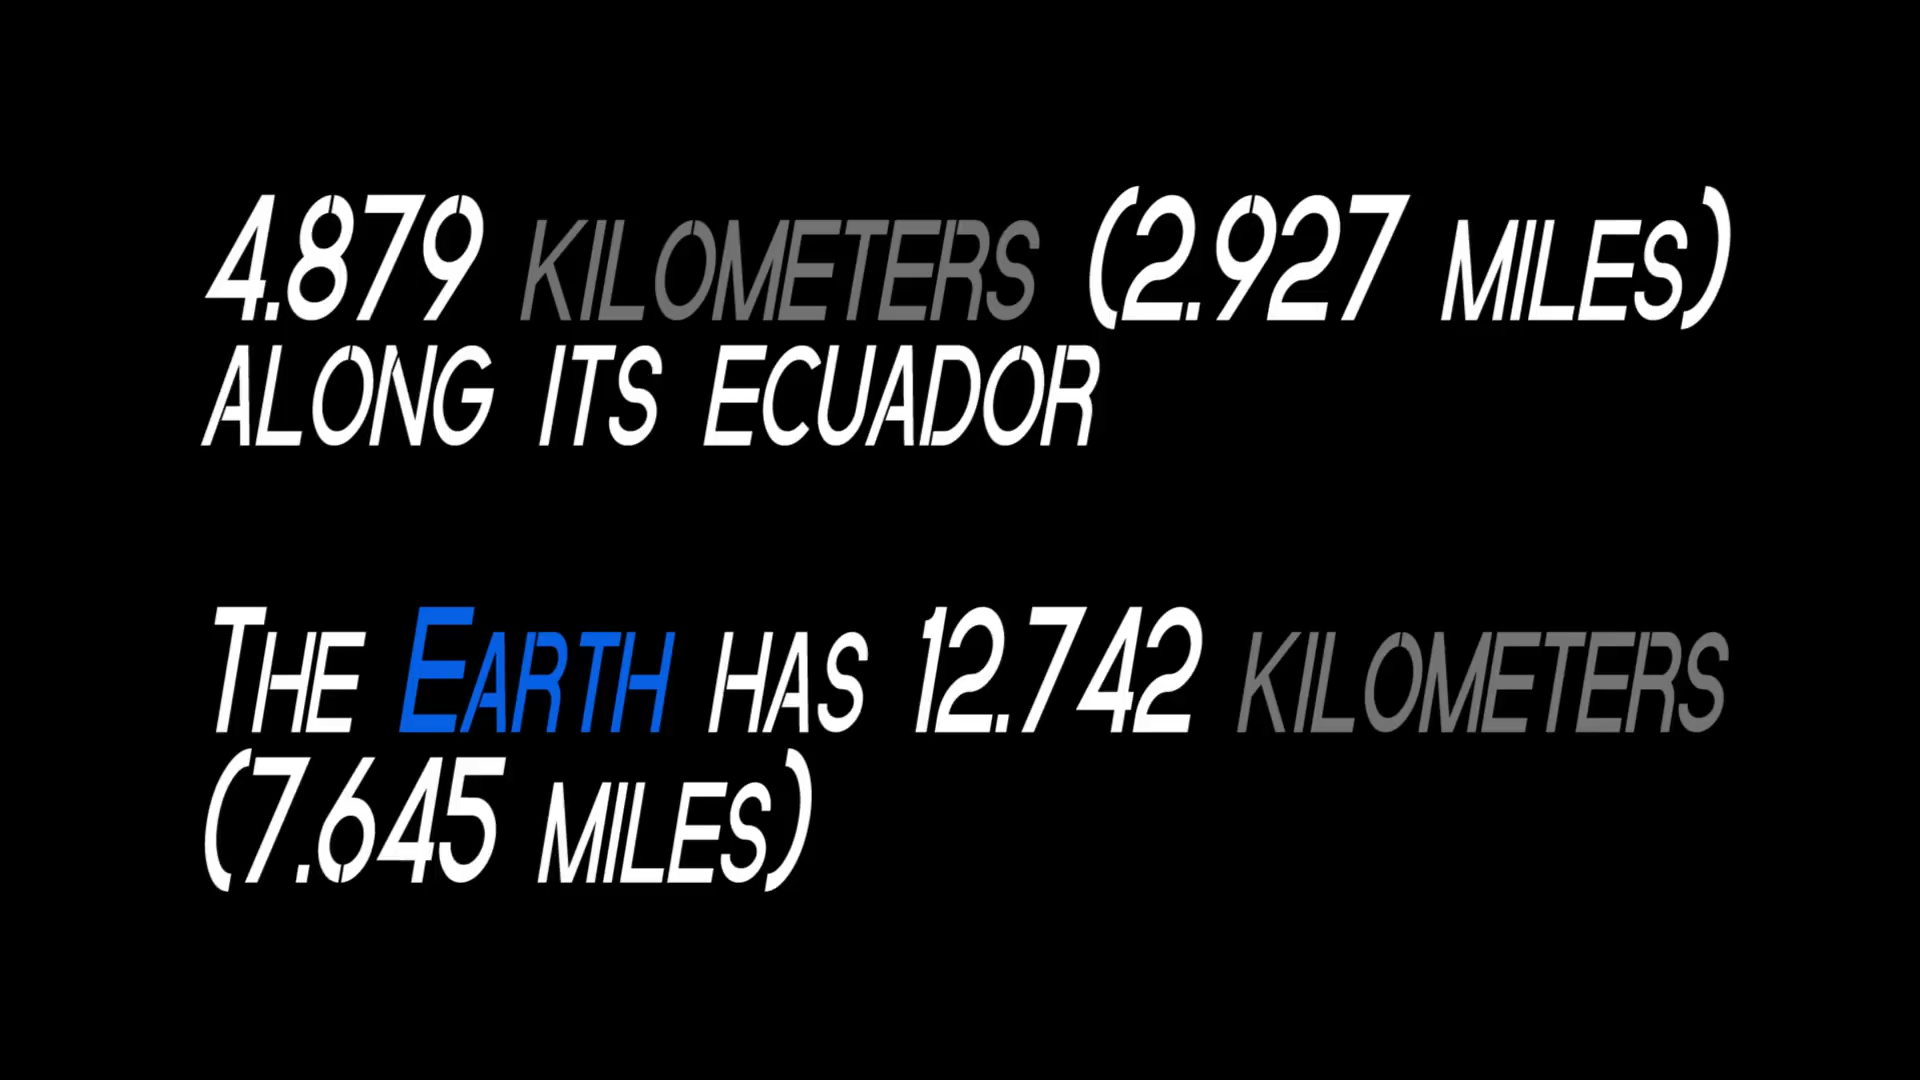 4.879 KILOMETERS (2.927 MILES)
ALONG ITS ECUADOR
THE EARTH HAS 12.742 KILOMETERS
(7.645 MILES)